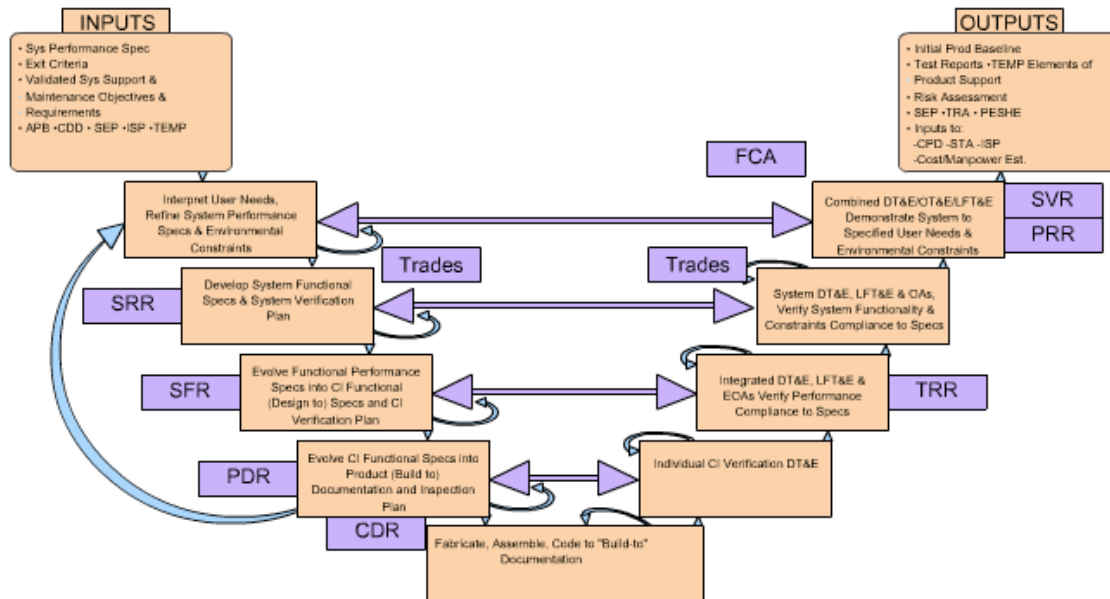 INPUTS
• Sys Performance Spec
• Exit Criteria
• Validated Sys Support &
Maintenance Objectives &
Requirements
• APB •CDD • SEP •ISP •TEMP
OUTPUTS
• Initial Prod Baseline
• Test Reports •TEMP Elements of
Product Support
• Risk Assessment
• SEP •TRA • PESHE
• Inputs to:
-CPD -STA -ISP
-Cost/Manpower Est.
FCA
Interpret User Needs,
Refine System Performance
Specs & Environmental
Constraints
Combined DT&E/OT&E/LFT&E
Demonstrate System to
Specified User Needs &
Environmental Constraints
SVR
PRR
Trades
Trades
SRR
Develop System Functional
Specs & System Verification
Plan
System DT&E, LFT&E & OAs,
Verify System Functionality
& Constraints Compliance to Specs
SFR
Evolve Functional Performance
Specs into CI Functional
(Design to) Specs and CI
Verification Plan
Integrated DT&E, LFT&E &
EOAs Verify Performance
Compliance to Specs
TRR
PDR
Evolve CI Functional Specs into
Product (Build to)
Documentation and Inspection
Plan
Individual CI Verification DT&E
CDR
Fabricate, Assemble, Code to "Build-to"
Documentation